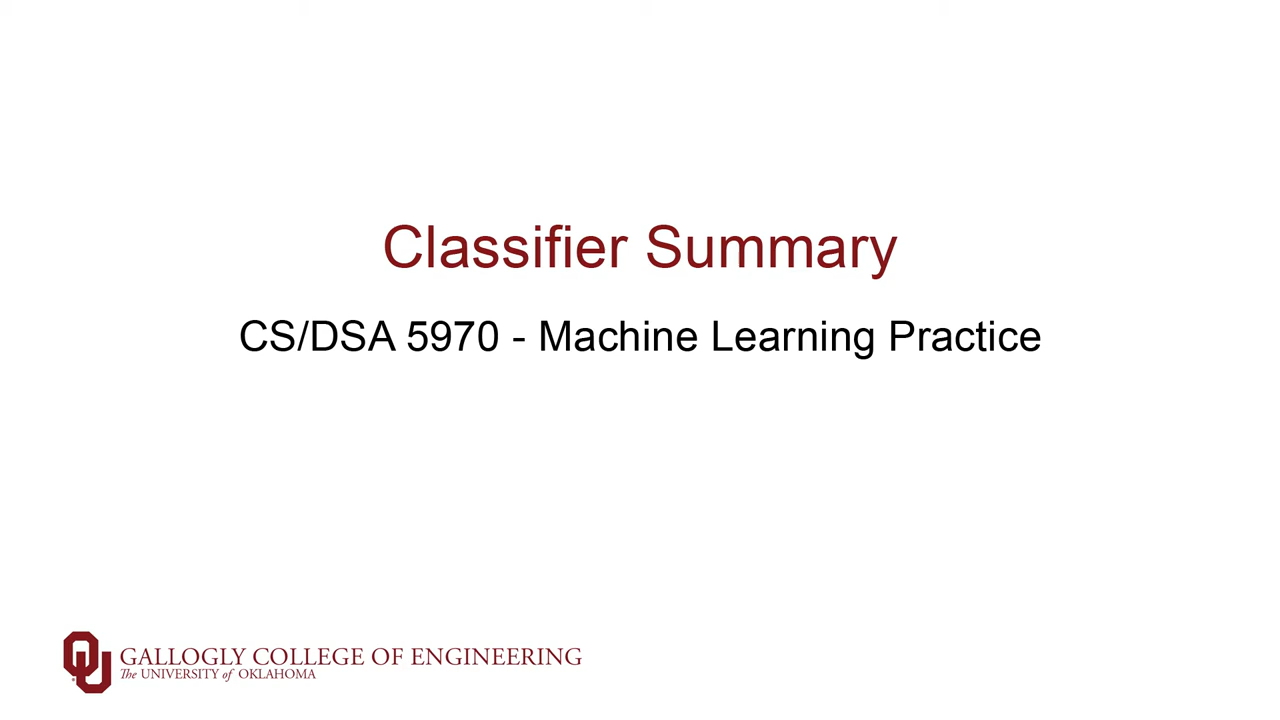 Classifier Summary
CS/DSA 5970 - Machine Learning Practice
GALLOGLY COLLEGE OF ENGINEERING
The UNIVERSITY of OKLAHOMA